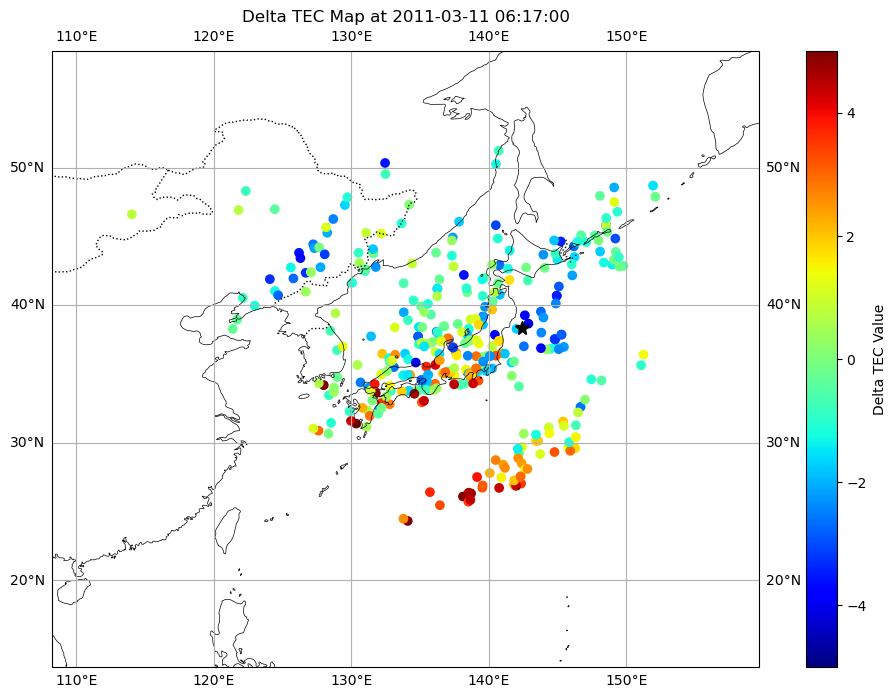 Delta TEC Map at 2011-03-11 06:17:00
110°E 120°E 130°E 140°E 150°E
50°N 50°N
40°N 40°N
30°N 30°N
20°N 20°N
110°E 120°E 130°E 140°E 150°E
4
2
0
−2
−4
Delta TEC Value